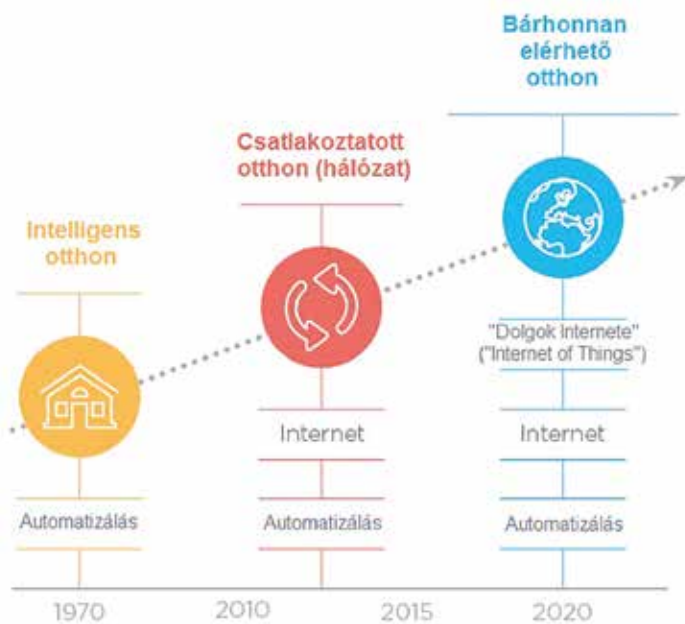 Intelligens
otthon
Automatizálás
Csatlakoztatott
otthon (hálózat)
Internet
Automatizálás
Bárhonnan
elérhető
otthon
"Dolgok Internete"
("Internet of Things")
Internet
Automatizálás
1970
2010
2015
2020